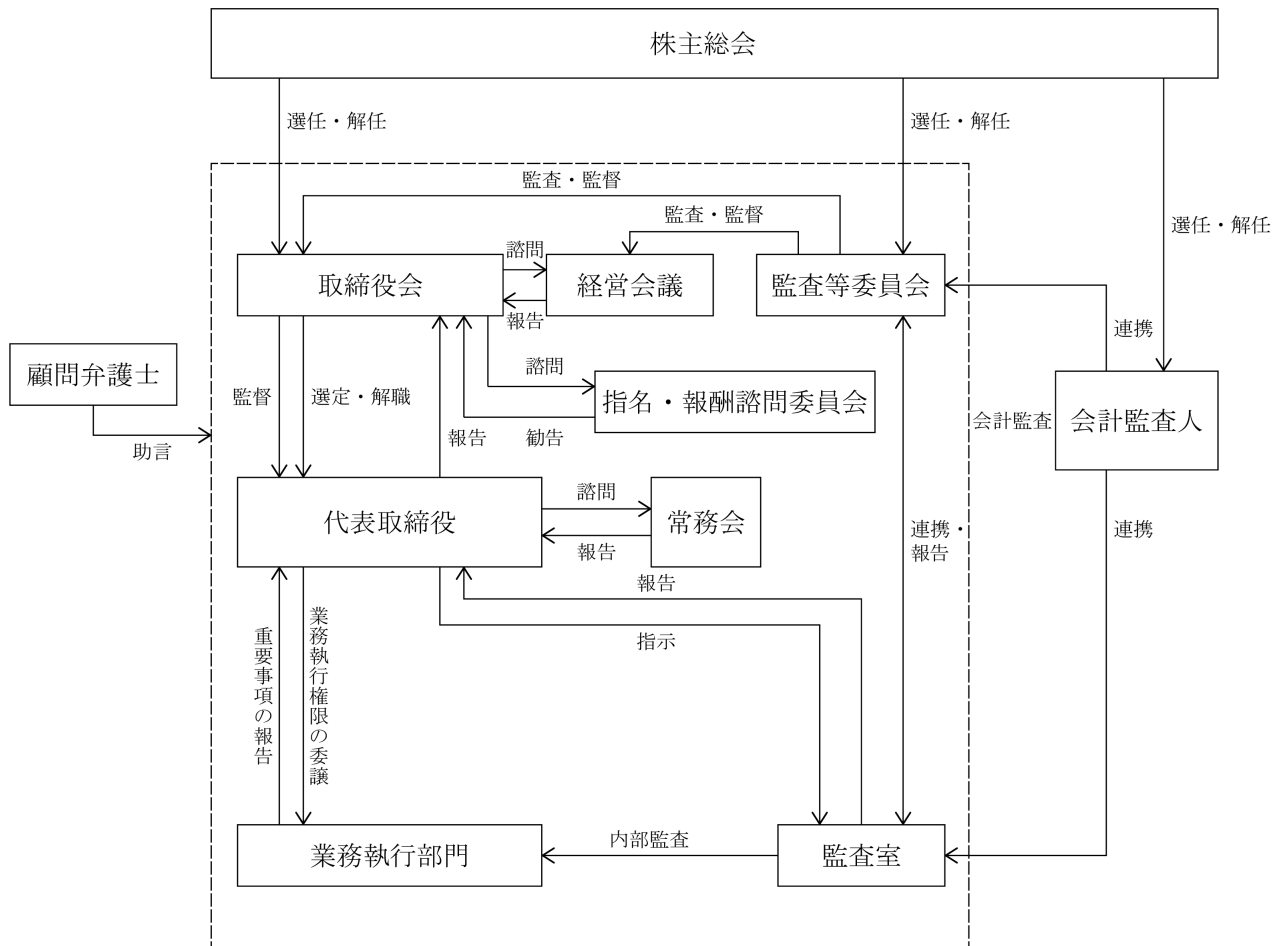 株主総会
選任・解任
選任・解任
選任・解任
監査・監督
監査・監督
取締役会
諮問
報告
経営会議
監査等委員会
連携
顧問弁護士
助言
監督
選定・解職
諮問
指名・報酬諮問委員会
報告
勧告
会計監査
会計監査人
代表取締役
諮問
報告
常務会
連携・
報告
連携
報告
指示
重要事項の報告
業務執行権限の委譲
業務執行部門
内部監査
監査室